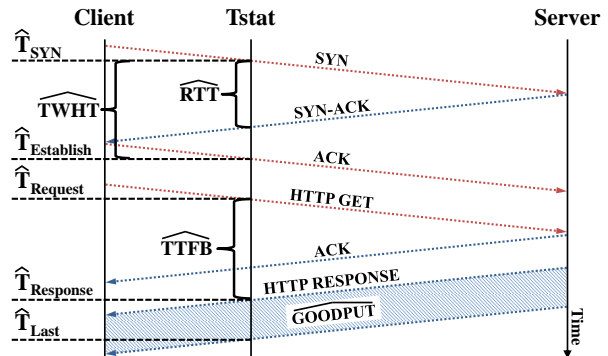 Client Tstat Server
T̂SYN
SYN
RTT
TWHT
SYN-ACK
T̂Establish
ACK
T̂Request
HTTP GET
TTFB
ACK
T̂Response
HTTP RESPONSE
GOODPUT
T̂Last
Time